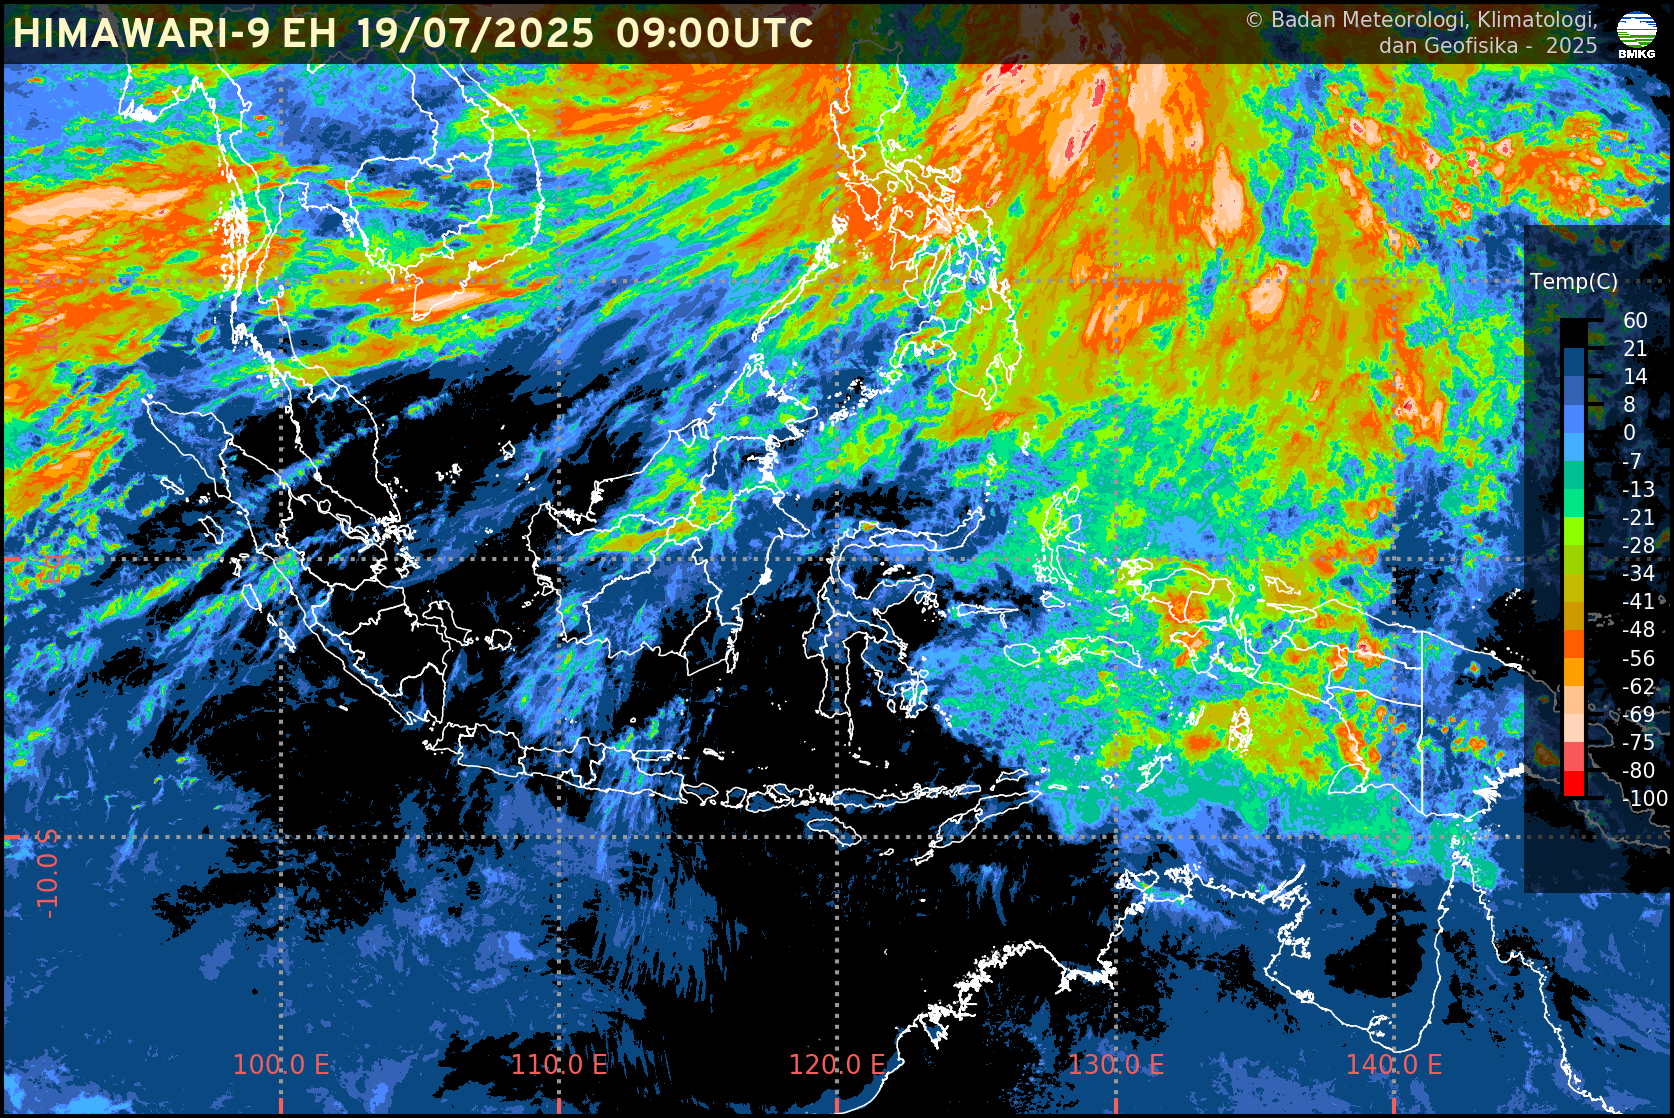 HIMAWARI-9 EH 19/07/2025 09:00UTC
© Badan Meteorologi, Klimatologi,
dan Geofisika - 2025
BMKG
Temp(C)
60
21
14
8
0
-7
-13
-21
-28
-34
-41
-48
-56
-62
-69
-75
-80
-100
-10.0 S
100.0 E
110.0 E
120.0 E
130.0 E
140.0 E